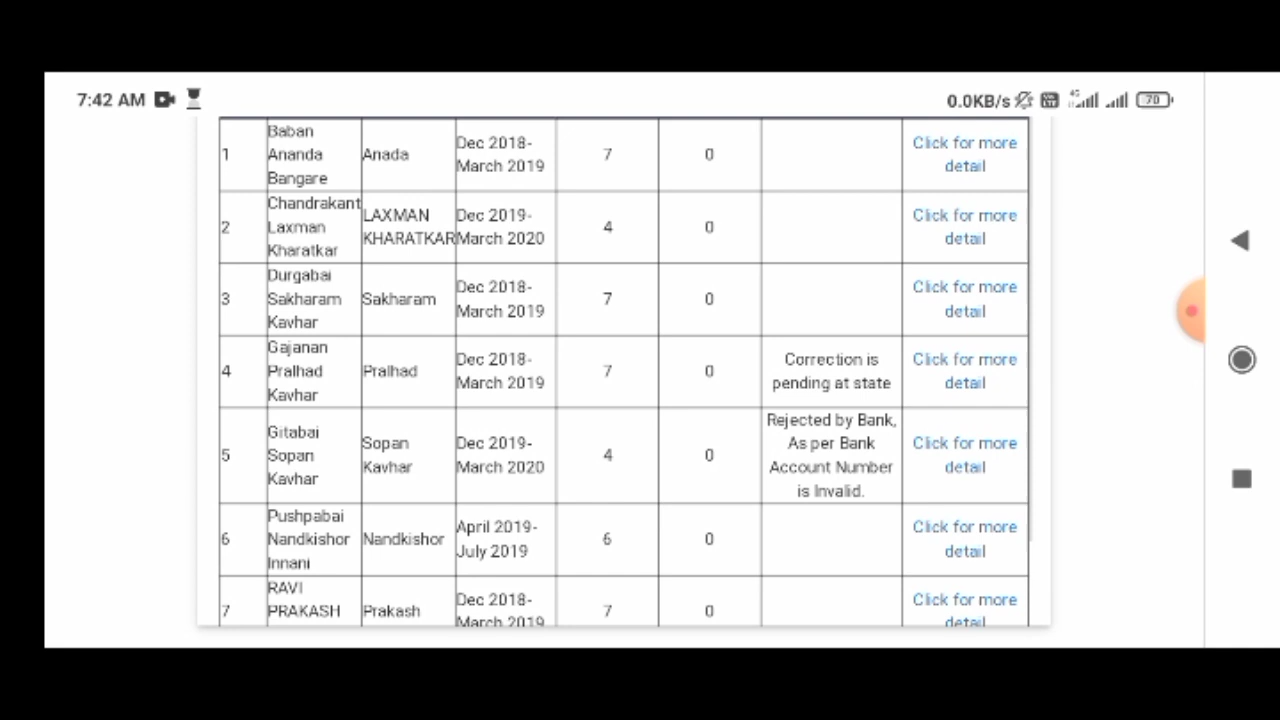 7:42 AM
0.0KB/s
4G
70
1
Baban
Ananda
Bangare
Anada
Dec 2018-
March 2019
7
0
Click for more
detail
2
Chandrakant
Laxman
Kharatkar
LAXMAN
KHARATKAR
Dec 2019-
March 2020
4
0
Click for more
detail
3
Durgabai
Sakharam
Kavhar
Sakharam
Dec 2018-
March 2019
7
0
Click for more
detail
4
Gajanan
Pralhad
Kavhar
Pralhad
Dec 2018-
March 2019
7
0
Correction is
pending at state
Click for more
detail
5
Gitabai
Sopan
Kavhar
Sopan
Kavhar
Dec 2019-
March 2020
4
0
Rejected by Bank,
As per Bank
Account Number
is Invalid.
Click for more
detail
6
Pushpabai
Nandkishor
Innani
Nandkishor
April 2019-
July 2019
6
0
Click for more
detail
7
RAVI
PRAKASH
Prakash
Dec 2018-
March 2019
7
0
Click for more
detail